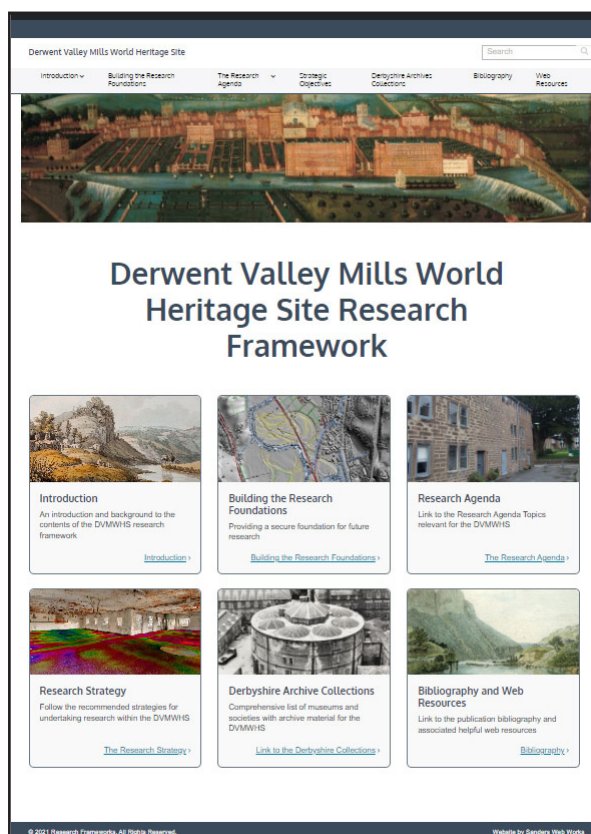 Derwent Valley Mills World Heritage Site
Search
Introduction
Building the Research
Foundations
The Research
Agenda
Strategic
Objectives
Derbyshire Archives
Collections
Bibliography
Web
Resources
Derwent Valley Mills World
Heritage Site Research
Framework
Introduction
An introduction and background to the
contents of the DVMWHS research
framework
Introduction ›
Building the Research
Foundations
Providing a secure foundation for future
research
Building the Research Foundations ›
Research Agenda
Link to the Research Agenda Topics
relevant for the DVMWHS
The Research Agenda ›
Research Strategy
Follow the recommended strategies for
undertaking research within the DVMWHS
The Research Strategy ›
Derbyshire Archive Collections
Comprehensive list of museums and
societies with archive material for the
DVMWHS
Link to the Derbyshire Collections ›
Bibliography and Web
Resources
Link to the publication bibliography and
associated helpful web resources
Bibliography ›
© 2021 Research Frameworks. All Rights Reserved.
Website by Sanders Web Works